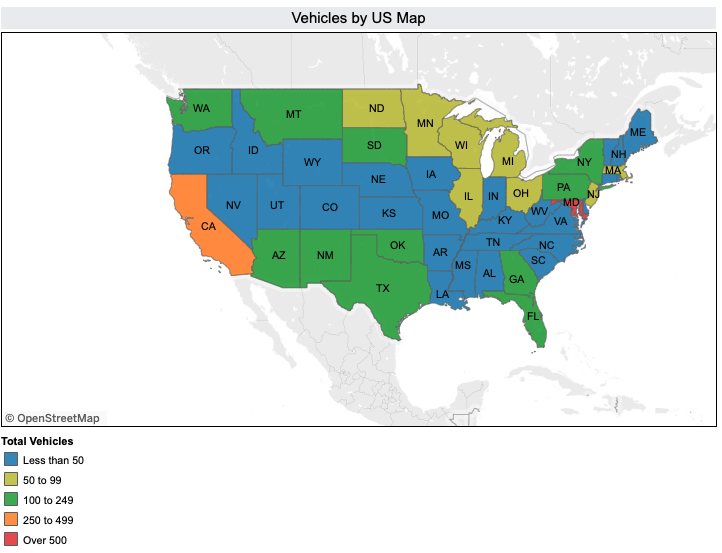 Vehicles by US Map
WA
MT
ND
MN
ME
OR
ID
WY
SD
WI
MI
NY
NH
MA
NE
IA
PA
NV
UT
CO
IL
IN
OH
NJ
MD
CA
KS
MO
KY
WV
VA
AZ
NM
OK
AR
TN
NC
SC
MS
AL
GA
TX
LA
FL
© OpenStreetMap
Total Vehicles
Less than 50
50 to 99
100 to 249
250 to 499
Over 500